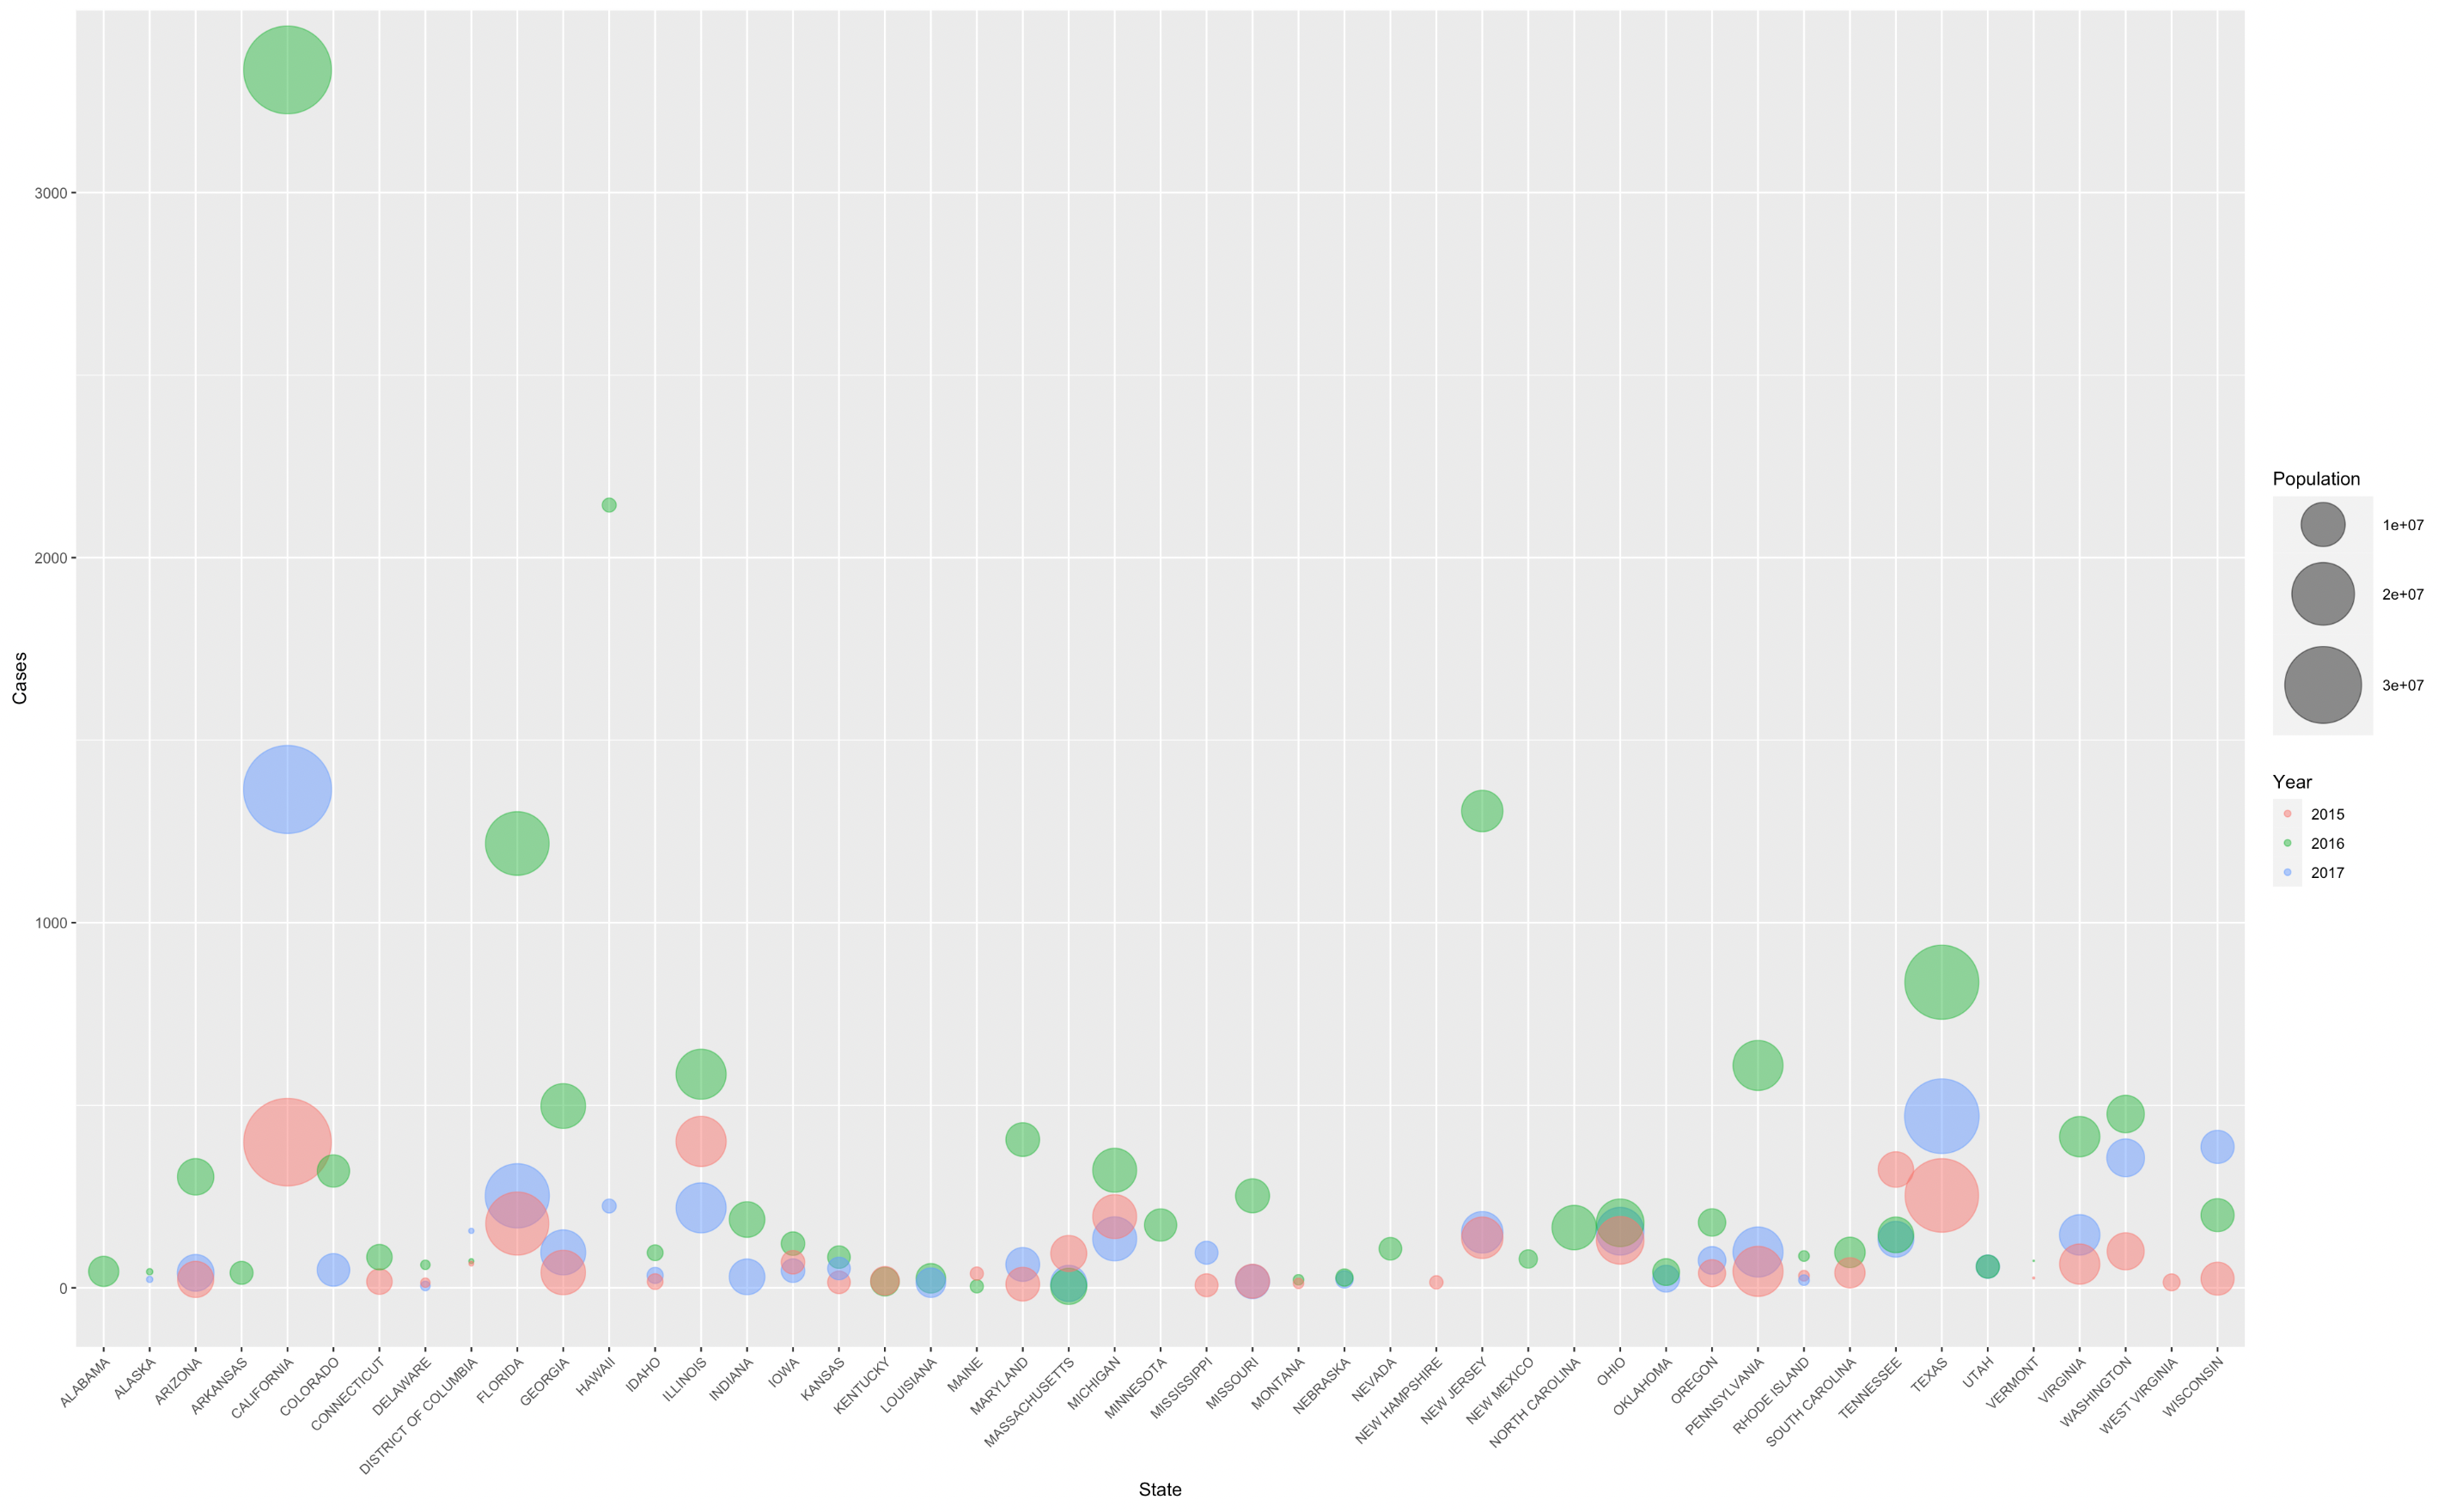 3000
2000
1000
0
Cases
ALABAMA
ALASKA
ARIZONA
ARKANSAS
CALIFORNIA
COLORADO
CONNECTICUT
DELAWARE
DISTRICT OF COLUMBIA
FLORIDA
GEORGIA
HAWAII
IDAHO
ILLINOIS
INDIANA
IOWA
KANSAS
KENTUCKY
LOUISIANA
MAINE
MARYLAND
MASSACHUSETTS
MICHIGAN
MINNESOTA
MISSISSIPPI
MISSOURI
MONTANA
NEBRASKA
NEVADA
NEW HAMPSHIRE
NEW JERSEY
NEW MEXICO
NORTH CAROLINA
OHIO
OKLAHOMA
OREGON
PENNSYLVANIA
RHODE ISLAND
SOUTH CAROLINA
TENNESSEE
TEXAS
UTAH
VERMONT
VIRGINIA
WASHINGTON
WEST VIRGINIA
WISCONSIN
State
Population
1e+07
2e+07
3e+07
Year
2015
2016
2017